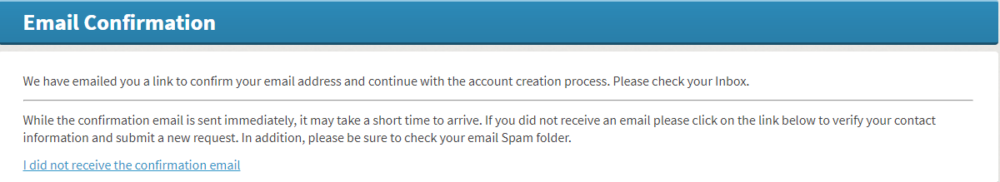 Email Confirmation
We have emailed you a link to confirm your email address and continue with the account creation process. Please check your Inbox.
While the confirmation email is sent immediately, it may take a short time to arrive. If you did not receive an email please click on the link below to verify your contact
information and submit a new request. In addition, please be sure to check your email Spam folder.
I did not receive the confirmation email